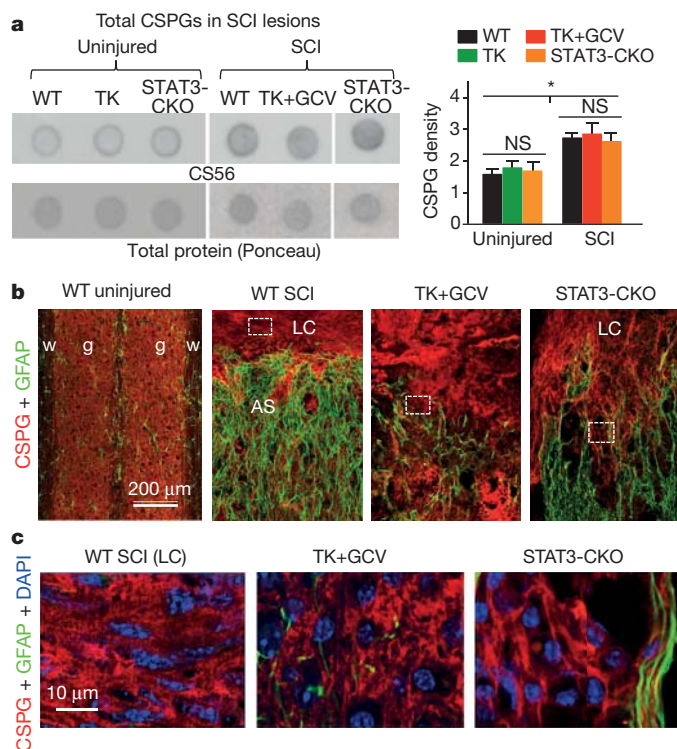 a
Total CSPGs in SCI lesions
Uninjured SCI
WT TK STAT3-CKO WT TK+GCV STAT3-CKO
CS56
Total protein (Ponceau)
WT TK+GCV
TK STAT3-CKO
CSPG density
4
3
2
1
0
*
NS NS
Uninjured SCI
b
WT uninjured WT SCI TK+GCV STAT3-CKO
CSPG + GFAP
w g g w
LC
AS
LC
200 μm
c
WT SCI (LC) TK+GCV STAT3-CKO
CSPG + GFAP + DAPI
10 μm